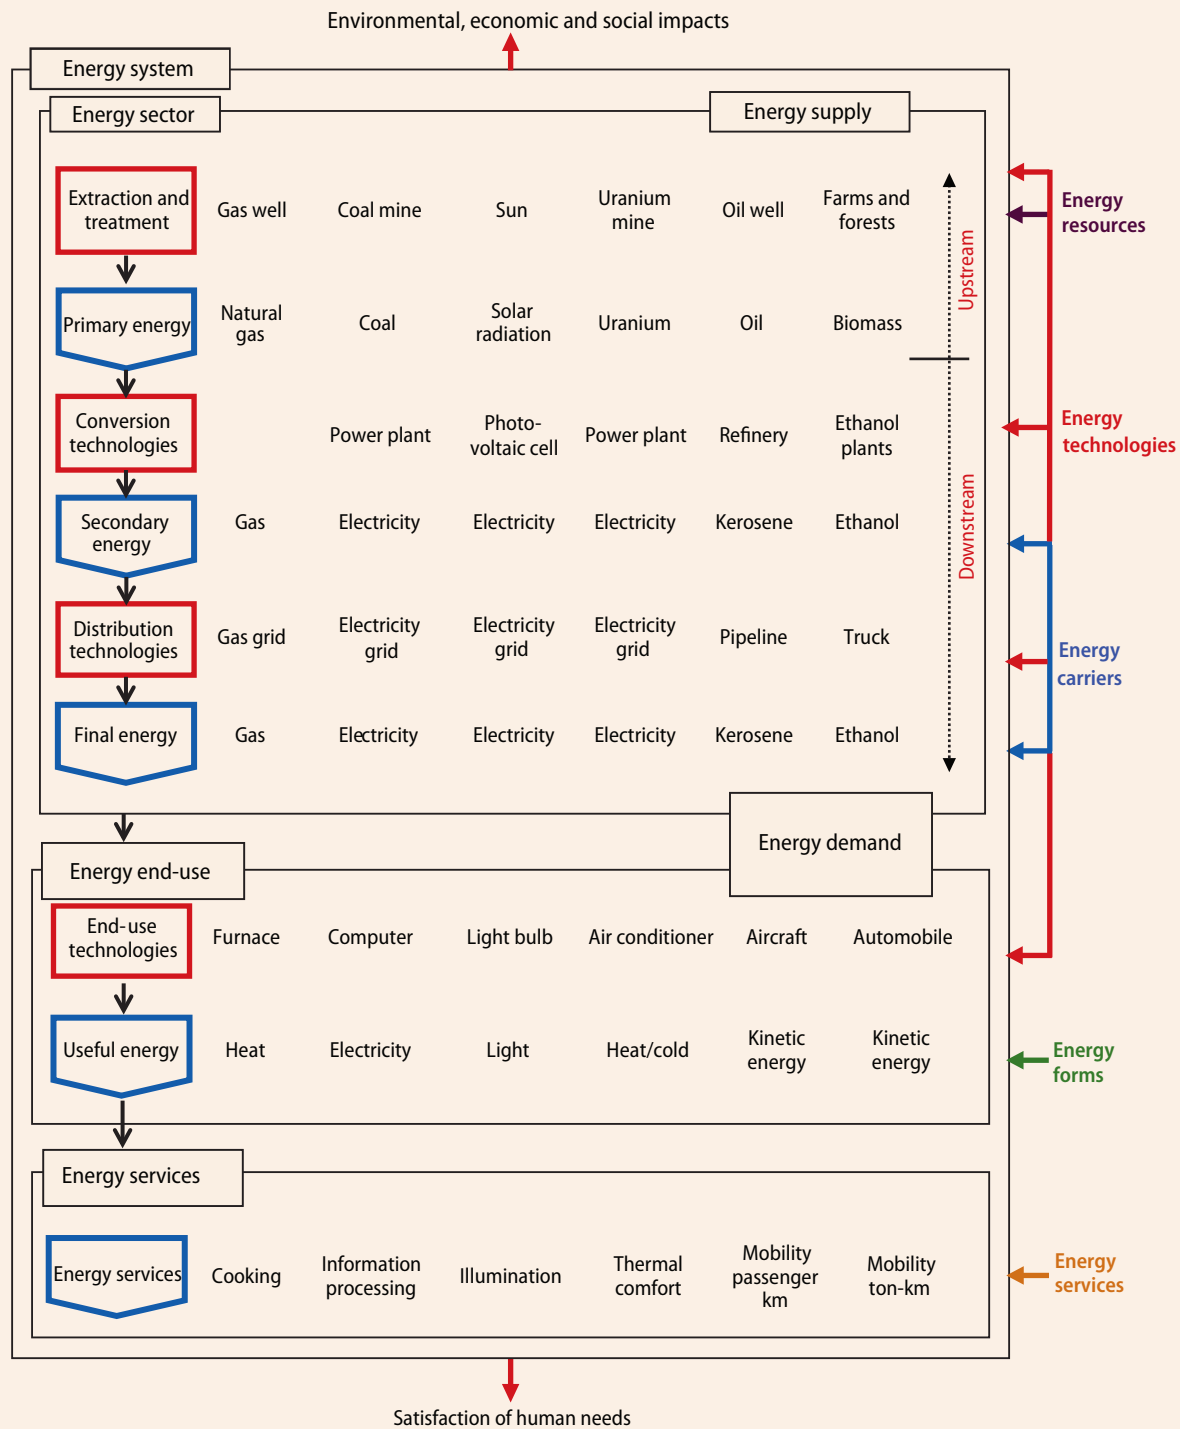 Environmental, economic and social impacts
Energy system
Energy sector
Energy supply
Extraction and
treatment
Gas well
Coal mine
Sun
Uranium
mine
Oil well
Farms and
forests
Upstream
Energy
resources
Primary energy
Natural
gas
Coal
Solar
radiation
Uranium
Oil
Biomass
Conversion
technologies
Power plant
Photo-
voltaic cell
Power plant
Refinery
Ethanol
plants
Energy
technologies
Downstream
Secondary
energy
Gas
Electricity
Electricity
Electricity
Kerosene
Ethanol
Distribution
technologies
Gas grid
Electricity
grid
Electricity
grid
Electricity
grid
Pipeline
Truck
Energy
carriers
Final energy
Gas
Electricity
Electricity
Electricity
Kerosene
Ethanol
Energy demand
Energy end-use
End-use
technologies
Furnace
Computer
Light bulb
Air conditioner
Aircraft
Automobile
Useful energy
Heat
Electricity
Light
Heat/cold
Kinetic
energy
Kinetic
energy
Energy
forms
Energy services
Energy services
Cooking
Information
processing
Illumination
Thermal
comfort
Mobility
passenger
km
Mobility
ton-km
Energy
services
Satisfaction of human needs